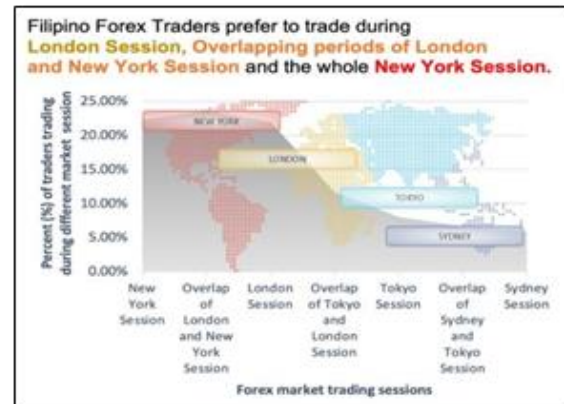 Filipino Forex Traders prefer to trade during
London Session, Overlapping periods of London
and New York Session and the whole New York Session.
Percent (%) of traders trading
during different market session
25.00%
20.00%
15.00%
10.00%
5.00%
0.00%
NEW YORK
LONDON
TOKYO
SYDNEY
New
York
Session
Overlap
of
London
and New
York
Session
London
Session
Overlap
of Tokyo
and
London
Session
Tokyo
Session
Overlap
of
Sydney
and
Tokyo
Session
Sydney
Session
Forex market trading sessions